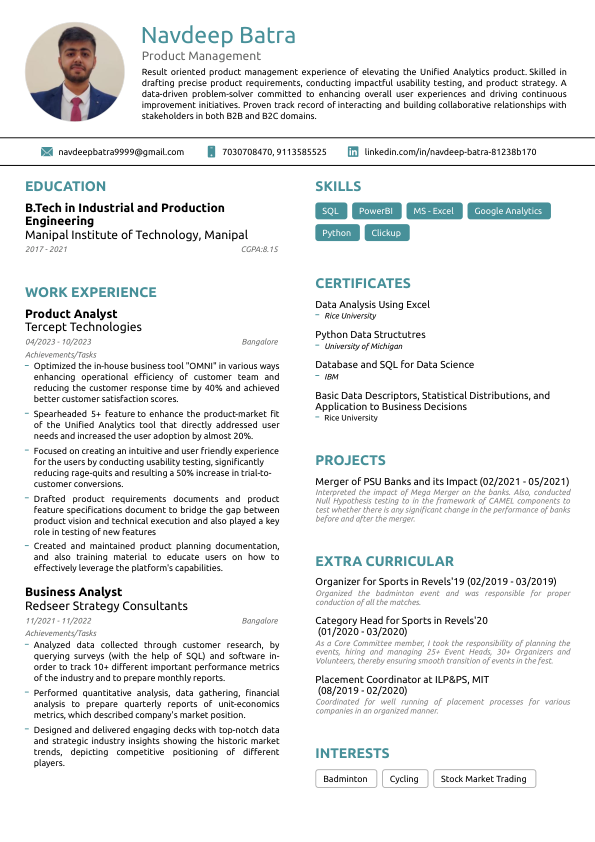 Navdeep Batra
Product Management
Result oriented product management experience of elevating the Unified Analytics product. Skilled in
drafting precise product requirements, conducting impactful usability testing, and product strategy. A
data-driven problem-solver committed to enhancing overall user experiences and driving continuous
improvement initiatives. Proven track record of interacting and building collaborative relationships with
stakeholders in both B2B and B2C domains.
navdeepbatra9999@gmail.com
7030708470, 9113585525
linkedin.com/in/navdeep-batra-81238b170
EDUCATION
B.Tech in Industrial and Production
Engineering
Manipal Institute of Technology, Manipal
2017 - 2021 CGPA:8.15
WORK EXPERIENCE
Product Analyst
Tercept Technologies
04/2023 - 10/2023 Bangalore
Achievements/Tasks
– Optimized the in-house business tool "OMNI" in various ways
enhancing operational efficiency of customer team and
reducing the customer response time by 40% and achieved
better customer satisfaction scores.
– Spearheaded 5+ feature to enhance the product-market fit
of the Unified Analytics tool that directly addressed user
needs and increased the user adoption by almost 20%.
– Focused on creating an intuitive and user friendly experience
for the users by conducting usability testing, significantly
reducing rage-quits and resulting a 50% increase in trial-to-
customer conversions.
– Drafted product requirements documents and product
feature specifications document to bridge the gap between
product vision and technical execution and also played a key
role in testing of new features
– Created and maintained product planning documentation,
and also training material to educate users on how to
effectively leverage the platform's capabilities.
Business Analyst
Redseer Strategy Consultants
11/2021 - 11/2022 Bangalore
Achievements/Tasks
– Analyzed data collected through customer research, by
querying surveys (with the help of SQL) and software in-
order to track 10+ different important performance metrics
of the industry and to prepare monthly reports.
– Performed quantitative analysis, data gathering, financial
analysis to prepare quarterly reports of unit-economics
metrics, which described company's market position.
– Designed and delivered engaging decks with top-notch data
and strategic industry insights showing the historic market
trends, depicting competitive positioning of different
players.
SKILLS
SQL PowerBI MS - Excel Google Analytics
Python Clickup
CERTIFICATES
Data Analysis Using Excel
– Rice University
Python Data Structutres
– University of Michigan
Database and SQL for Data Science
– IBM
Basic Data Descriptors, Statistical Distributions, and
Application to Business Decisions
– Rice University
PROJECTS
Merger of PSU Banks and its Impact (02/2021 - 05/2021)
Interpreted the impact of Mega Merger on the banks. Also, conducted
Null Hypothesis testing to in the framework of CAMEL components to
test whether there is any significant change in the performance of banks
before and after the merger.
EXTRA CURRICULAR
Organizer for Sports in Revels'19 (02/2019 - 03/2019)
Organized the badminton event and was responsible for proper
conduction of all the matches.
Category Head for Sports in Revels'20
(01/2020 - 03/2020)
As a Core Committee member, I took the responsibility of planning the
events, hiring and managing 25+ Event Heads, 30+ Organizers and
Volunteers, thereby ensuring smooth transition of events in the fest.
Placement Coordinator at ILP&PS, MIT
(08/2019 - 02/2020)
Coordinated for well running of placement processes for various
companies in an organized manner.
INTERESTS
Badminton Cycling Stock Market Trading